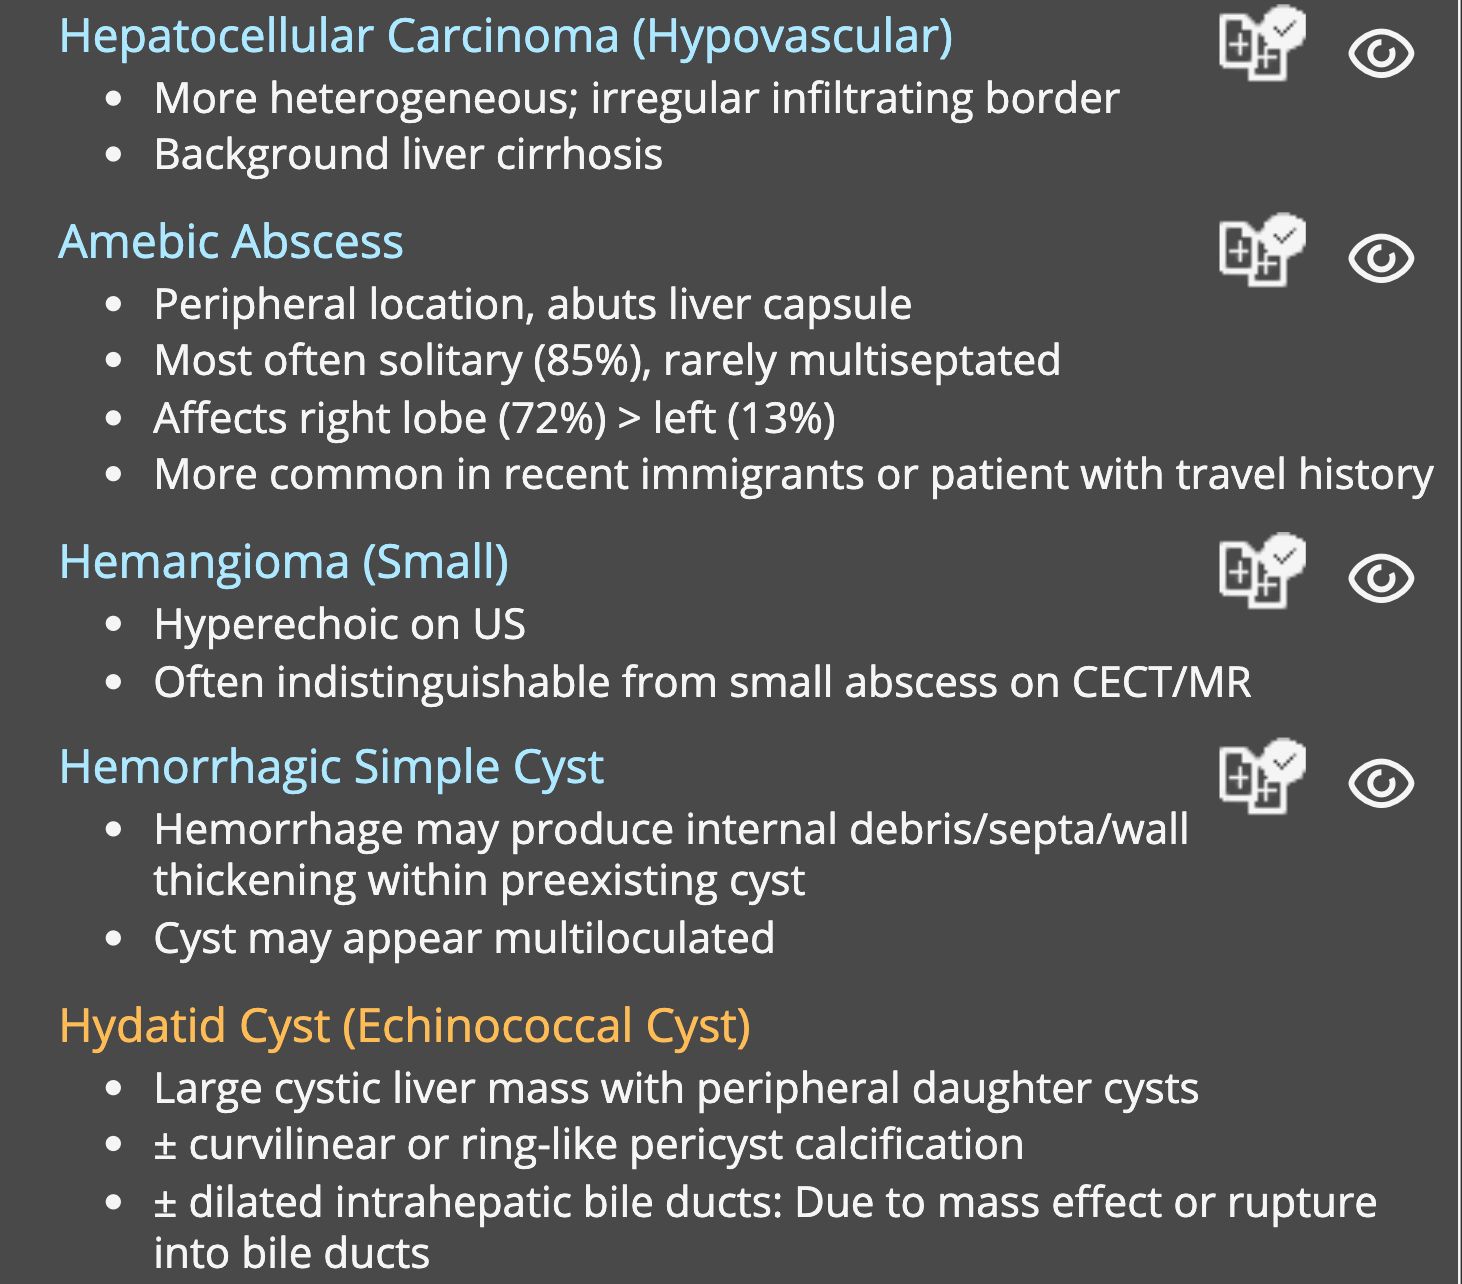 Hepatocellular Carcinoma (Hypovascular)
• More heterogeneous; irregular infiltrating border
• Background liver cirrhosis
Amebic Abscess
• Peripheral location, abuts liver capsule
• Most often solitary (85%), rarely multiseptated
• Affects right lobe (72%) > left (13%)
• More common in recent immigrants or patient with travel history
Hemangioma (Small)
• Hyperechoic on US
• Often indistinguishable from small abscess on CECT/MR
Hemorrhagic Simple Cyst
• Hemorrhage may produce internal debris/septa/wall
thickening within preexisting cyst
• Cyst may appear multiloculated
Hydatid Cyst (Echinococcal Cyst)
• Large cystic liver mass with peripheral daughter cysts
• ± curvilinear or ring-like pericyst calcification
• ± dilated intrahepatic bile ducts: Due to mass effect or rupture
into bile ducts